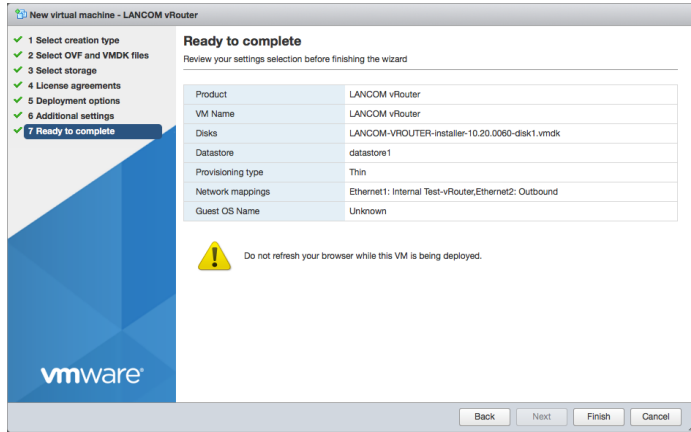 New virtual machine - LANCOM vRouter
1 Select creation type
2 Select OVF and VMDK files
3 Select storage
4 License agreements
5 Deployment options
6 Additional settings
7 Ready to complete
Ready to complete
Review your settings selection before finishing the wizard
Product LANCOM vRouter
VM Name LANCOM vRouter
Disks LANCOM-VROUTER-installer-10.20.0060-disk1.vmdk
Datastore datastore1
Provisioning type Thin
Network mappings Ethernet1: Internal Test-vRouter,Ethernet2: Outbound
Guest OS Name Unknown
Do not refresh your browser while this VM is being deployed.
vmware®
Back Next Finish Cancel